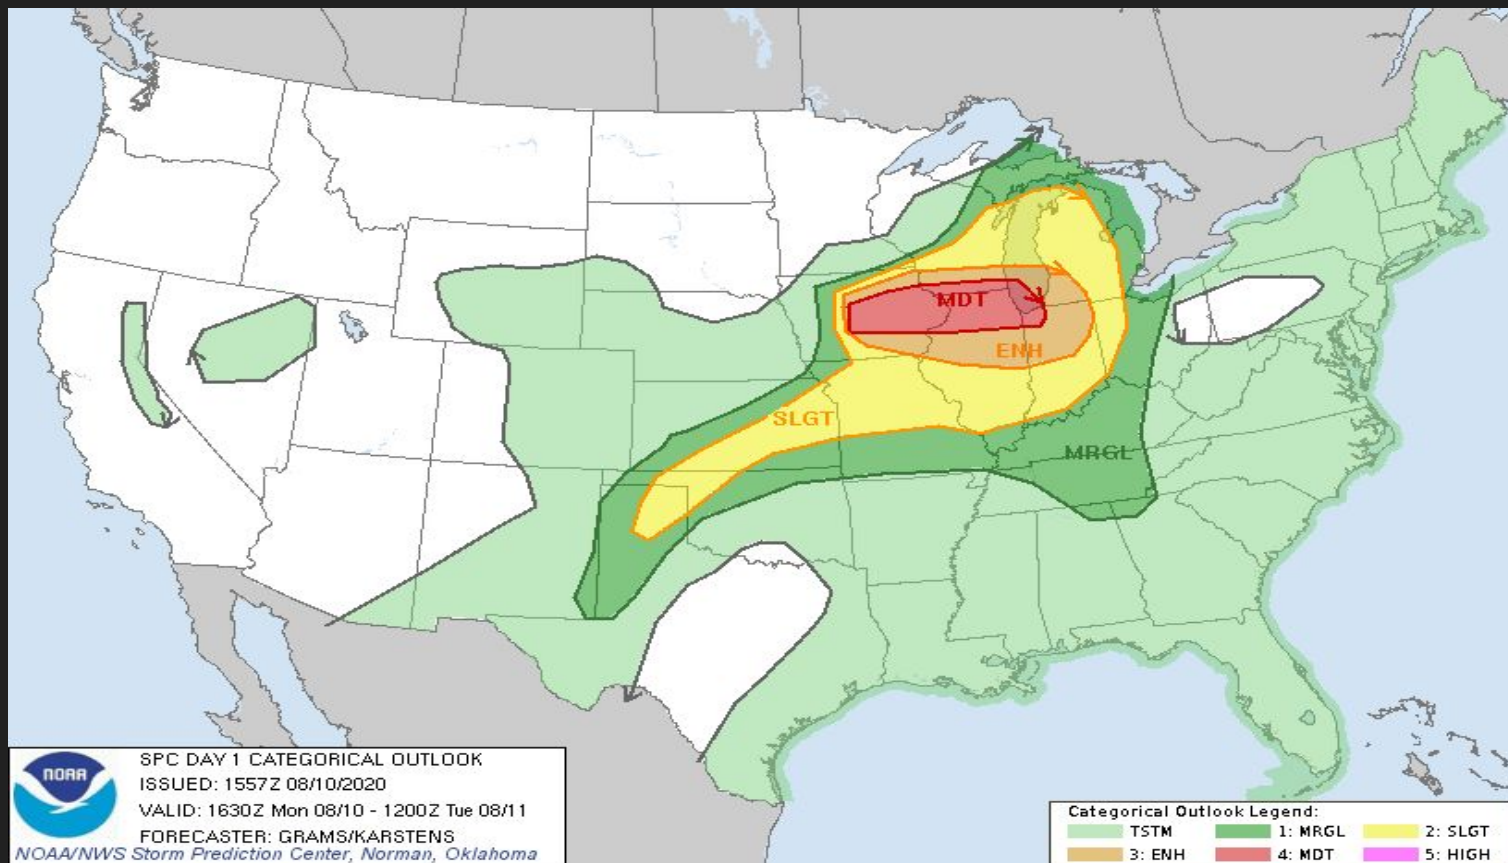 MDT
ENH
SLGT
MRGL
NOAA
SPC DAY 1 CATEGORICAL OUTLOOK
ISSUED: 1557Z 08/10/2020
VALID: 1630Z Mon 08/10 - 1200Z Tue 08/11
FORECASTER: GRAMS/KARSTENS
NOAA/NWS Storm Prediction Center, Norman, Oklahoma
Categorical Outlook Legend:
TSTM 1: MRGL 2: SLGT
3: ENH 4: MDT 5: HIGH